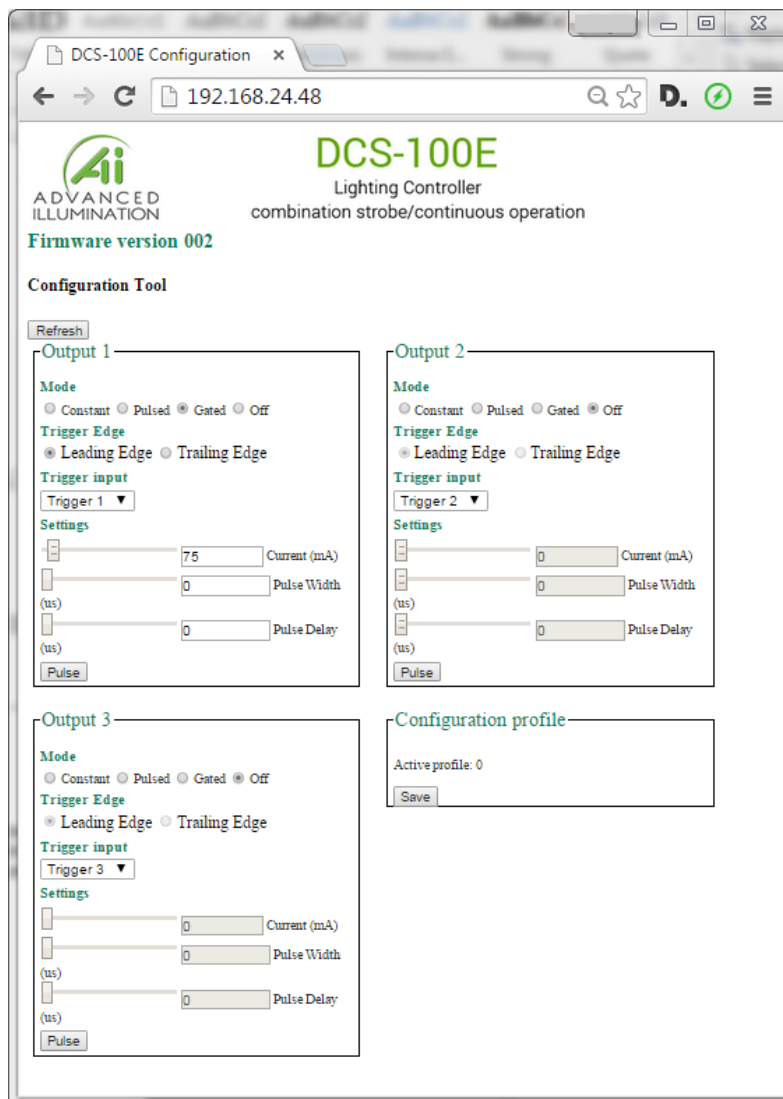 DCS-100E Configuration
192.168.24.48
D.
Ai
ADVANCED
ILLUMINATION
DCS-100E
Lighting Controller
combination strobe/continuous operation
Firmware version 002
Configuration Tool
Refresh
Output 1
Mode
Constant Pulsed Gated Off
Trigger Edge
Leading Edge Trailing Edge
Trigger input
Trigger 1
Settings
75 Current (mA)
0 Pulse Width
(us)
0 Pulse Delay
(us)
Pulse
Output 2
Mode
Constant Pulsed Gated Off
Trigger Edge
Leading Edge Trailing Edge
Trigger input
Trigger 2
Settings
0 Current (mA)
0 Pulse Width
(us)
0 Pulse Delay
(us)
Pulse
Output 3
Mode
Constant Pulsed Gated Off
Trigger Edge
Leading Edge Trailing Edge
Trigger input
Trigger 3
Settings
0 Current (mA)
0 Pulse Width
(us)
0 Pulse Delay
(us)
Pulse
Configuration profile
Active profile: 0
Save